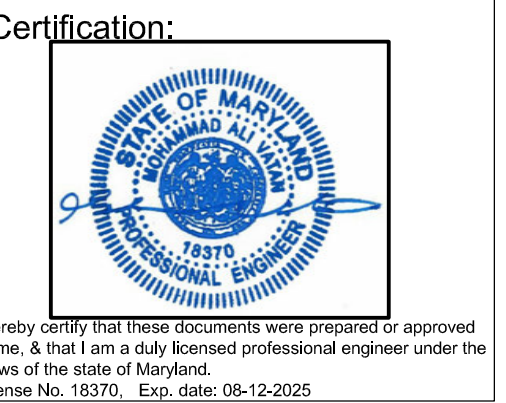 Certification:
STATE OF MARYLAND
MOHAMMAD ALI VATAN
18370
PROFESSIONAL ENGINEER
ereby certify that these documents were prepared or approved
me, & that I am a duly licensed professional engineer under the
ws of the state of Maryland.
ense No. 18370, Exp. date: 08-12-2025